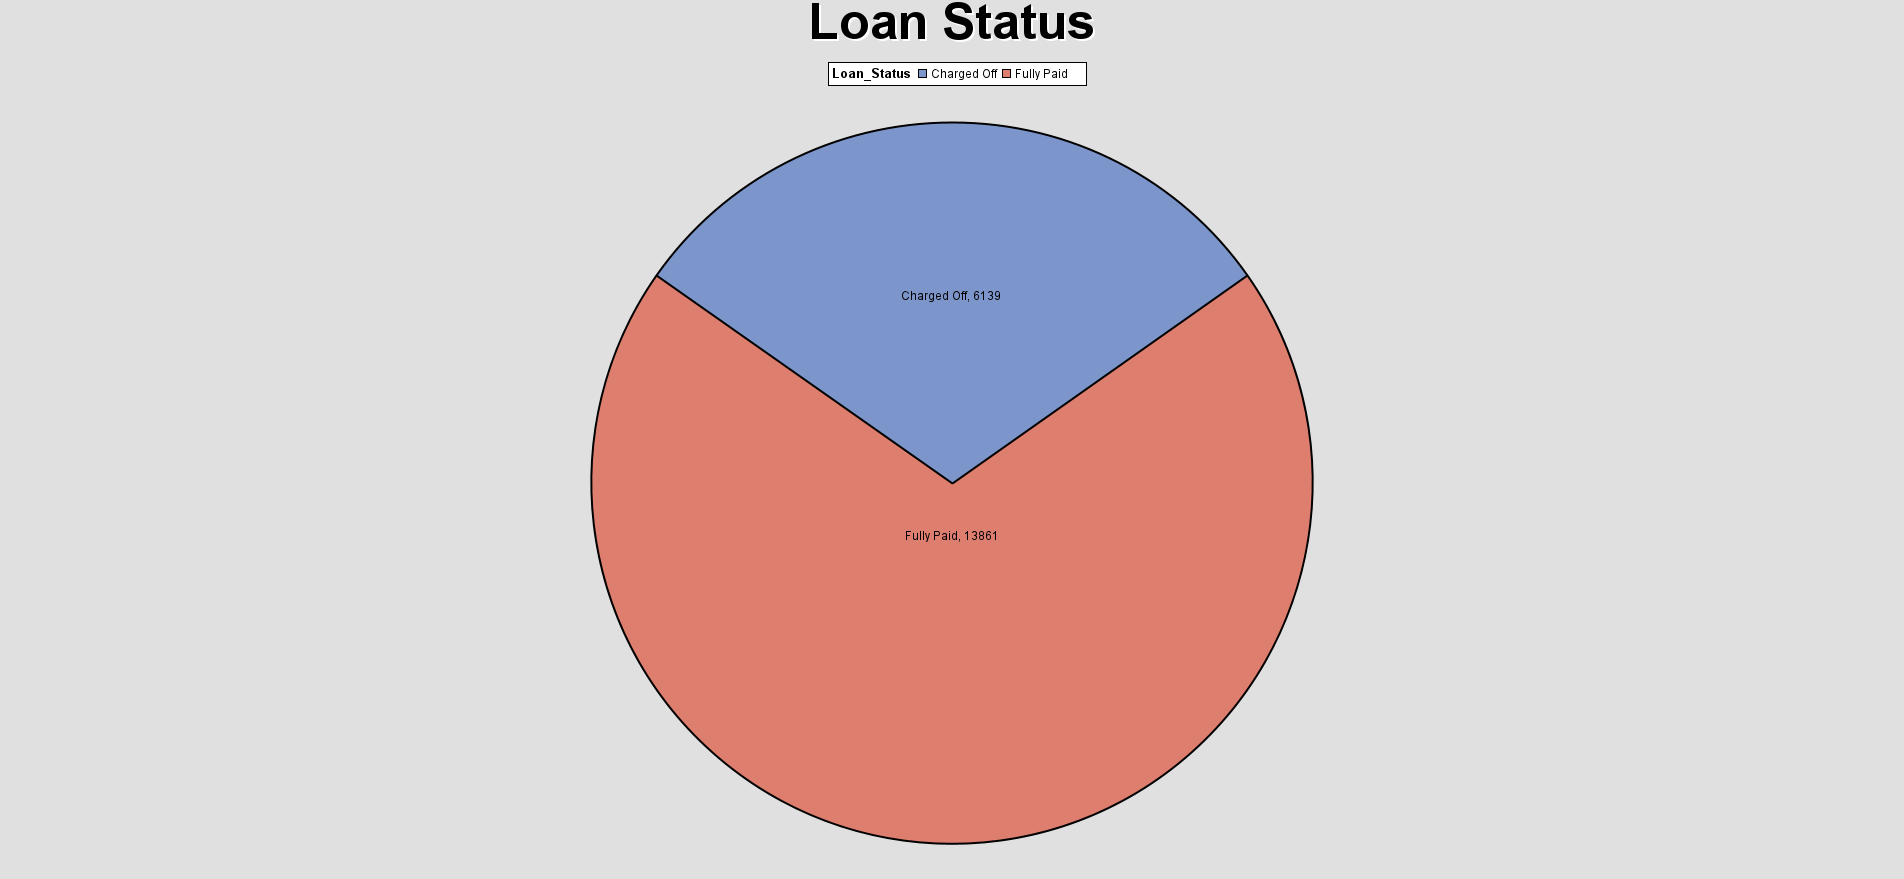 Loan Status
Loan_Status Charged Off Fully Paid
Charged Off, 6139
Fully Paid, 13861